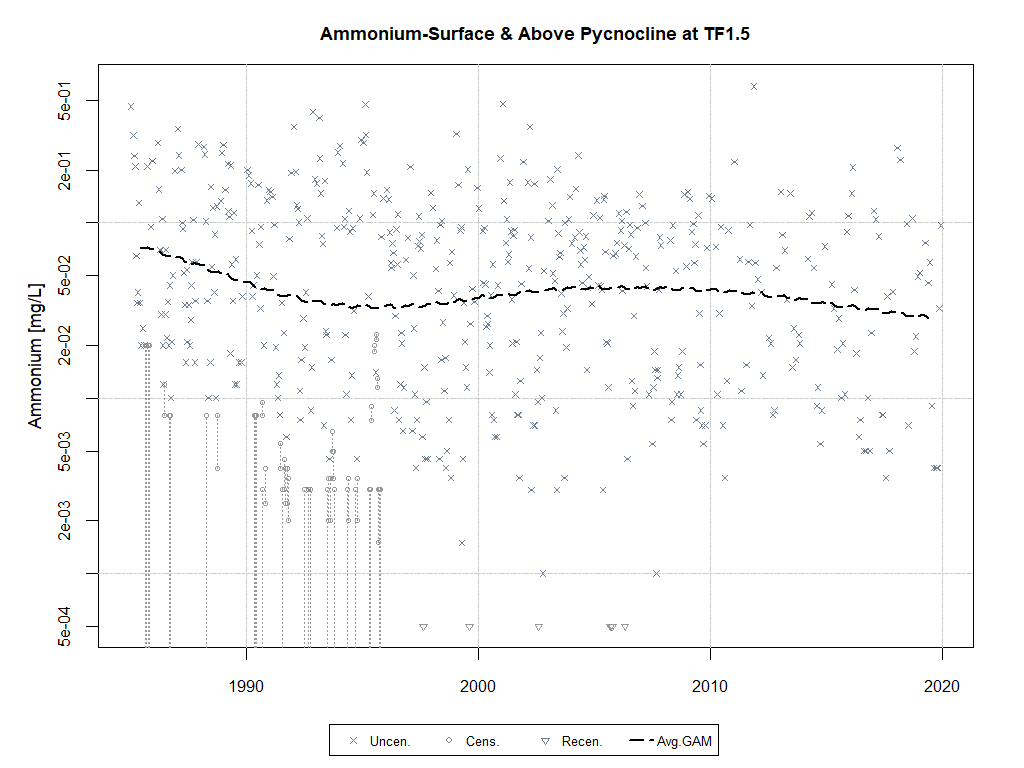 Ammonium-Surface & Above Pycnocline at TF1.5
Ammonium [mg/L]
5e-01
2e-01
5e-02
2e-02
5e-03
2e-03
5e-04
1990 2000 2010 2020
Uncen. Cens. Recen. Avg.GAM